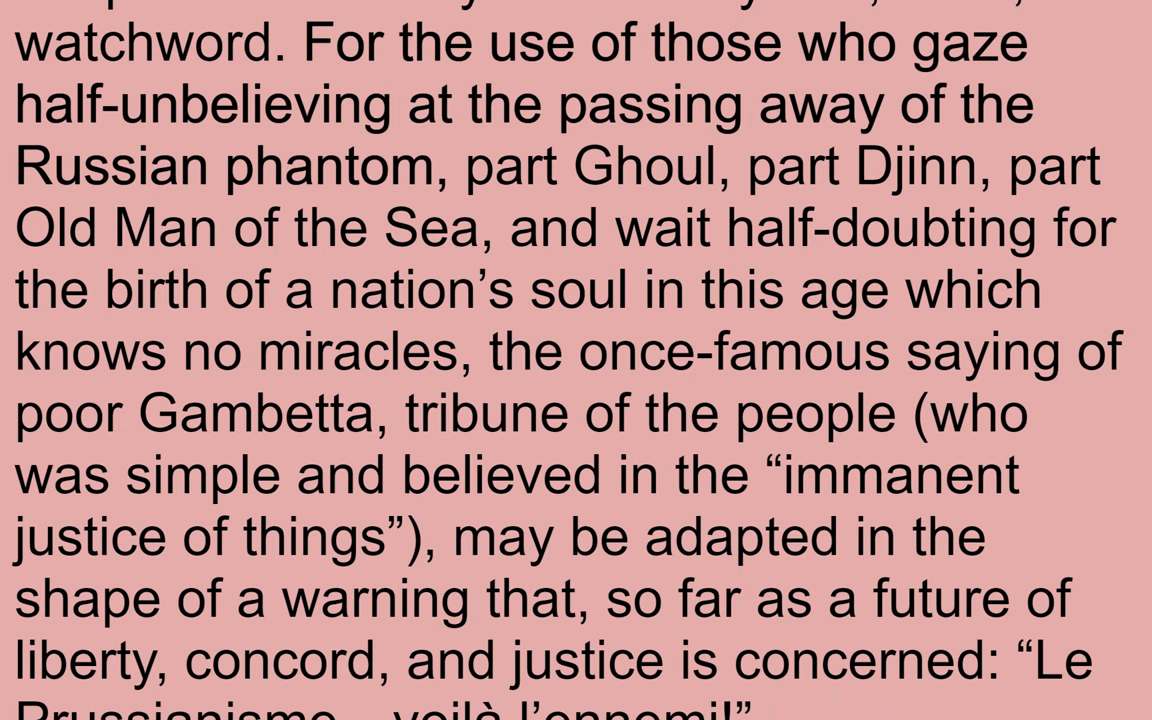 watchword. For the use of those who gaze
half-unbelieving at the passing away of the
Russian phantom, part Ghoul, part Djinn, part
Old Man of the Sea, and wait half-doubting for
the birth of a nation’s soul in this age which
knows no miracles, the once-famous saying of
poor Gambetta, tribune of the people (who
was simple and believed in the “immanent
justice of things”), may be adapted in the
shape of a warning that, so far as a future of
liberty, concord, and justice is concerned: “Le
Prussianisme—voilà l’ennemi!”